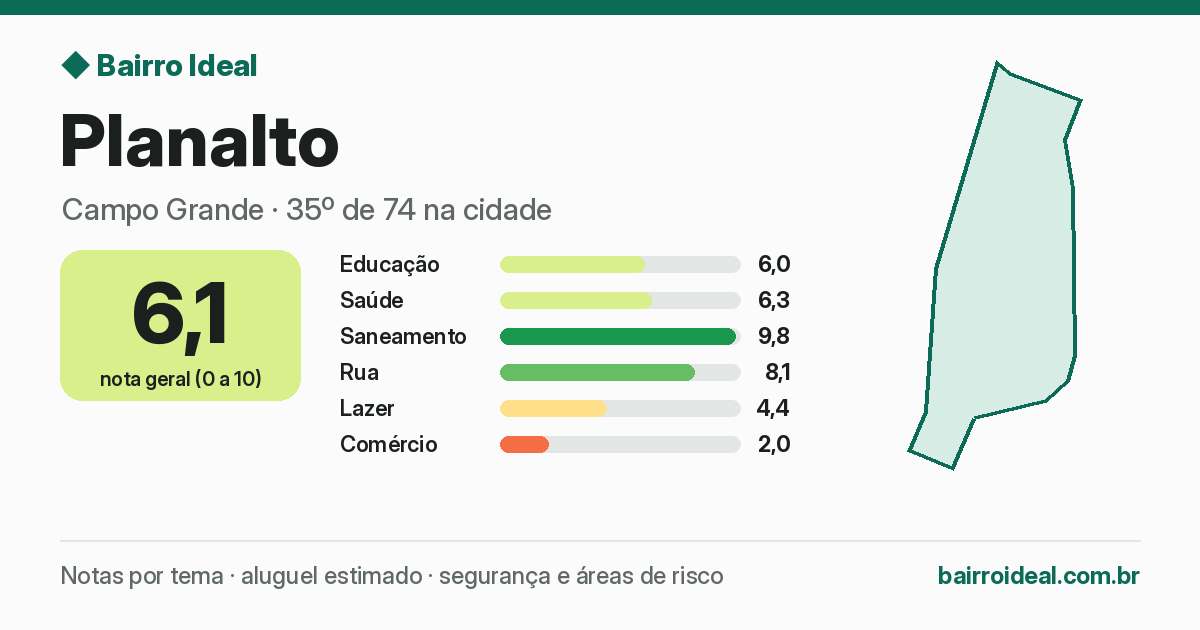 Bairro Ideal
Planalto
Campo Grande · 35º de 74 na cidade
6,1
nota geral (0 a 10)
Educação 6,0
Saúde 6,3
Saneamento 9,8
Rua 8,1
Lazer 4,4
Comércio 2,0
Notas por tema · aluguel estimado · segurança e áreas de risco
bairroideal.com.br